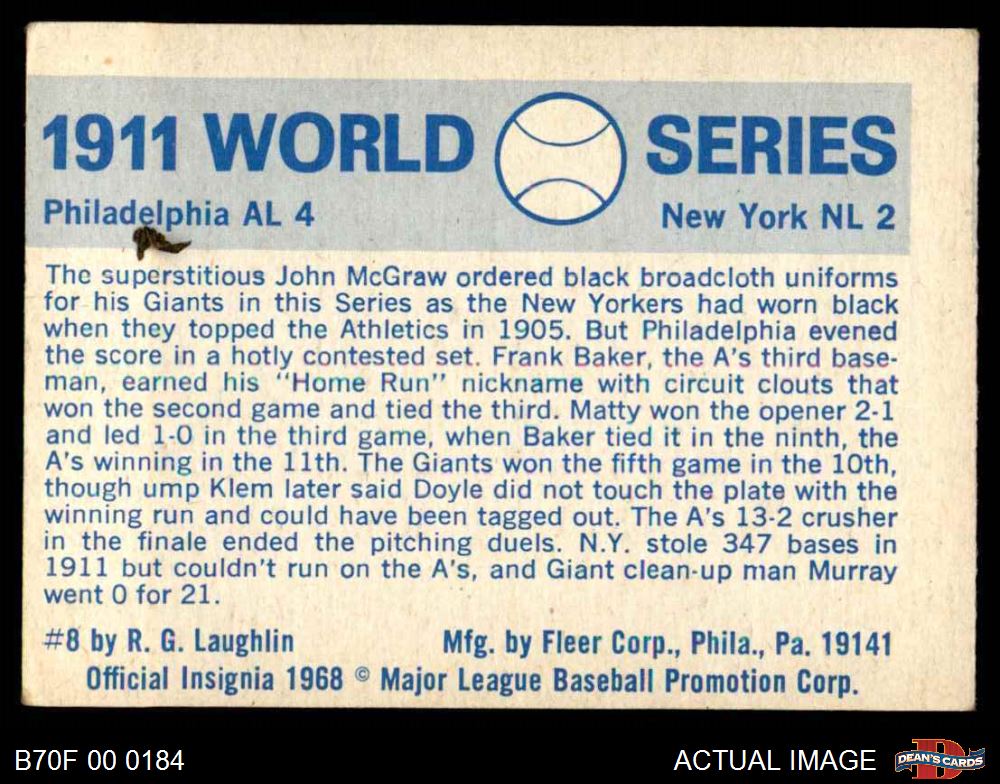 1911 WORLD SERIES
Philadelphia AL 4 New York NL 2
The superstitious John McGraw ordered black broadcloth uniforms
for his Giants in this Series as the New Yorkers had worn black
when they topped the Athletics in 1905. But Philadelphia evened
the score in a hotly contested set. Frank Baker, the A's third base-
man, earned his "Home Run" nickname with circuit clouts that
won the second game and tied the third. Matty won the opener 2-1
and led 1-0 in the third game, when Baker tied it in the ninth, the
A's winning in the 11th. The Giants won the fifth game in the 10th,
though ump Klem later said Doyle did not touch the plate with the
winning run and could have been tagged out. The A's 13-2 crusher
in the finale ended the pitching duels. N.Y. stole 347 bases in
1911 but couldn't run on the A's, and Giant clean-up man Murray
went 0 for 21.
#8 by R. G. Laughlin Mfg. by Fleer Corp., Phila., Pa. 19141
Official Insignia 1968 © Major League Baseball Promotion Corp.
B70F 00 0184 ACTUAL IMAGE DEAN'S CARDS